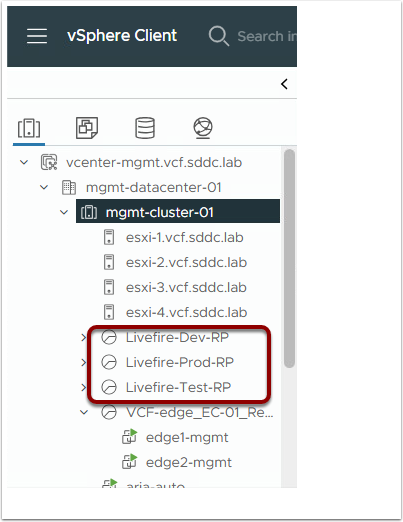 vSphere Client
Search in
vcenter-mgmt.vcf.sddc.lab
mgmt-datacenter-01
mgmt-cluster-01
esxi-1.vcf.sddc.lab
esxi-2.vcf.sddc.lab
esxi-3.vcf.sddc.lab
esxi-4.vcf.sddc.lab
Livefire-Dev-RP
Livefire-Prod-RP
Livefire-Test-RP
VCF-edge_EC-01_Re...
edge1-mgmt
edge2-mgmt
aria-auto